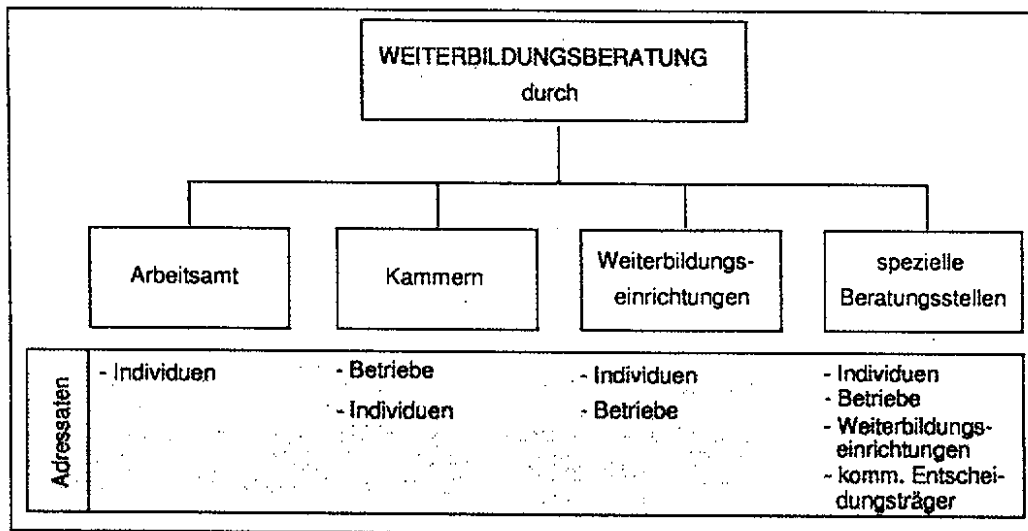 WEITERBILDUNGSBERATUNG
durch
Arbeitsamt
Kammern
Weiterbildungs-
einrichtungen
spezielle
Beratungsstellen
Adressaten
- Individuen
- Betriebe
- Individuen
- Individuen
- Betriebe
- Individuen
- Betriebe
- Weiterbildungs-
einrichtungen
- komm. Entschei-
dungsträger